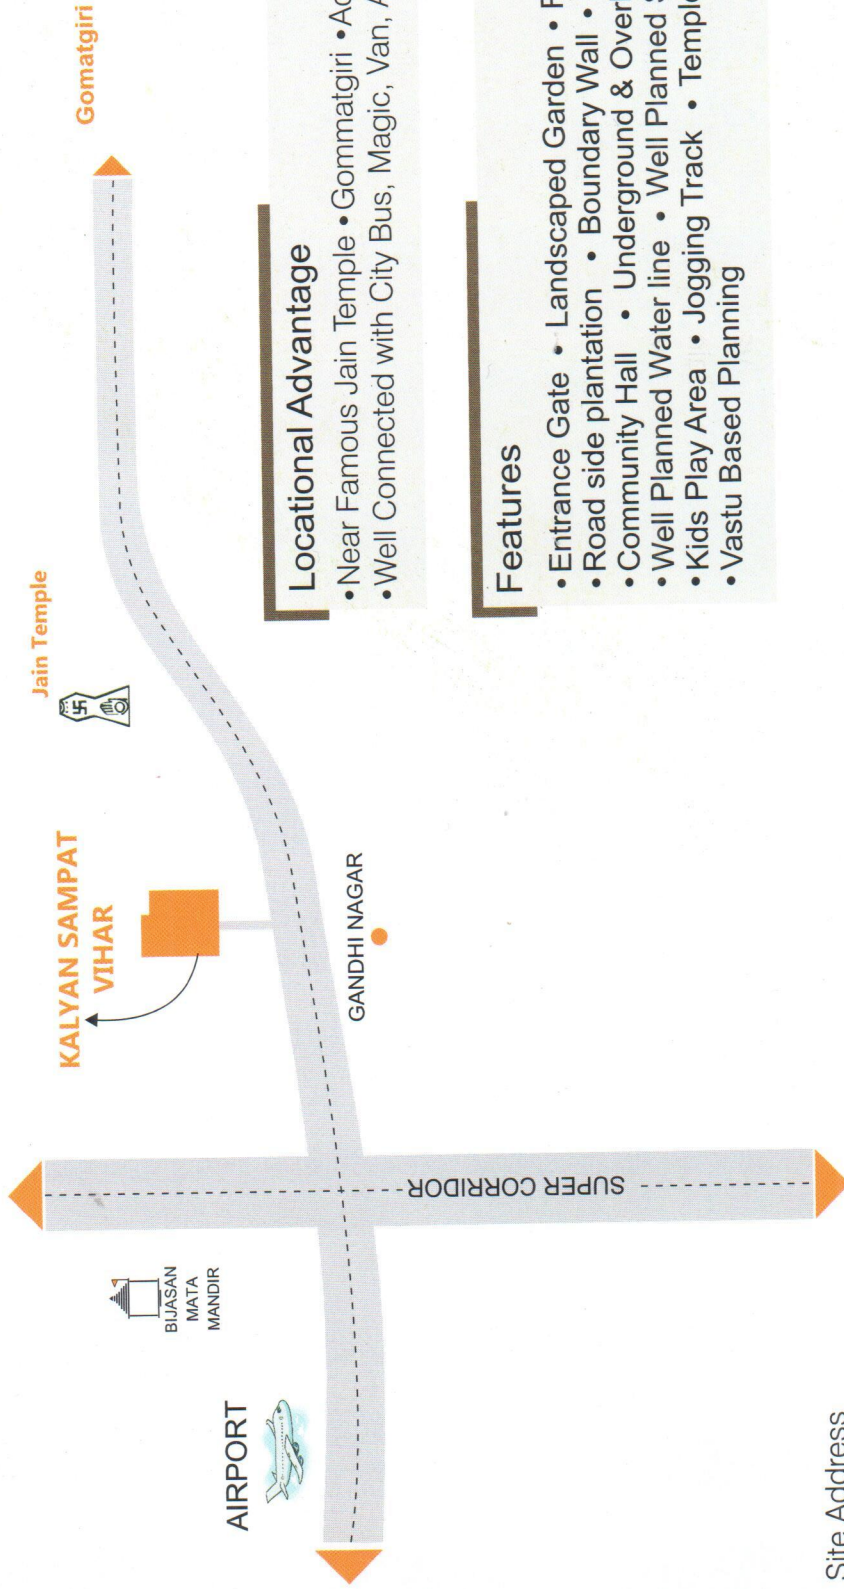 Jain Temple
KALYAN SAMPAT
VIHAR
Gomatgiri
BIJASAN
MATA
MANDIR
AIRPORT
GANDHI NAGAR
SUPER CORRIDOR
Locational Advantage
•Near Famous Jain Temple •Gommatgiri •
•Well Connected with City Bus, Magic, Van,
Features
•Entrance Gate • Landscaped Garden •
•Road side plantation • Boundary Wall •
•Community Hall • Underground & Over
•Well Planned Water line • Well Planned
•Kids Play Area • Jogging Track • Temple
•Vastu Based Planning
Site Address